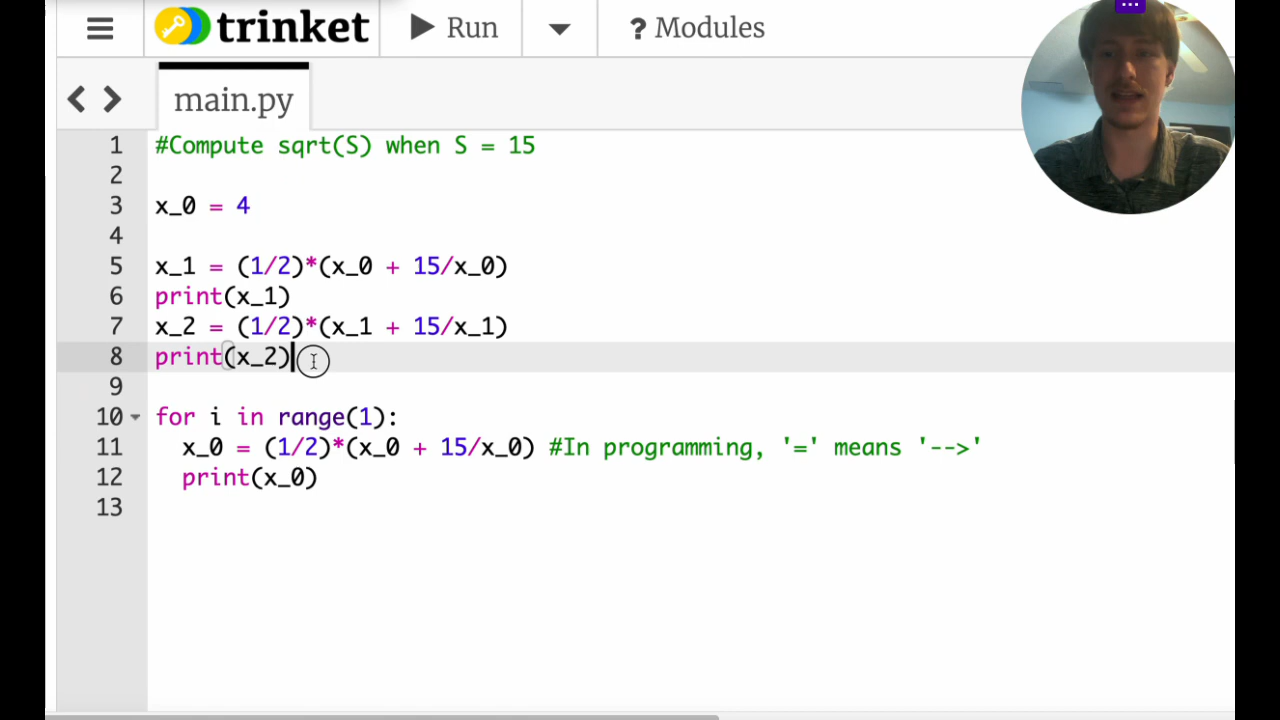 trinket Run ? Modules
main.py
1 #Compute sqrt(S) when S = 15
2
3 x_0 = 4
4
5 x_1 = (1/2)*(x_0 + 15/x_0)
6 print(x_1)
7 x_2 = (1/2)*(x_1 + 15/x_1)
8 print(x_2)
9
10 for i in range(1):
11 x_0 = (1/2)*(x_0 + 15/x_0) #In programming, '=' means '-->'
12 print(x_0)
13